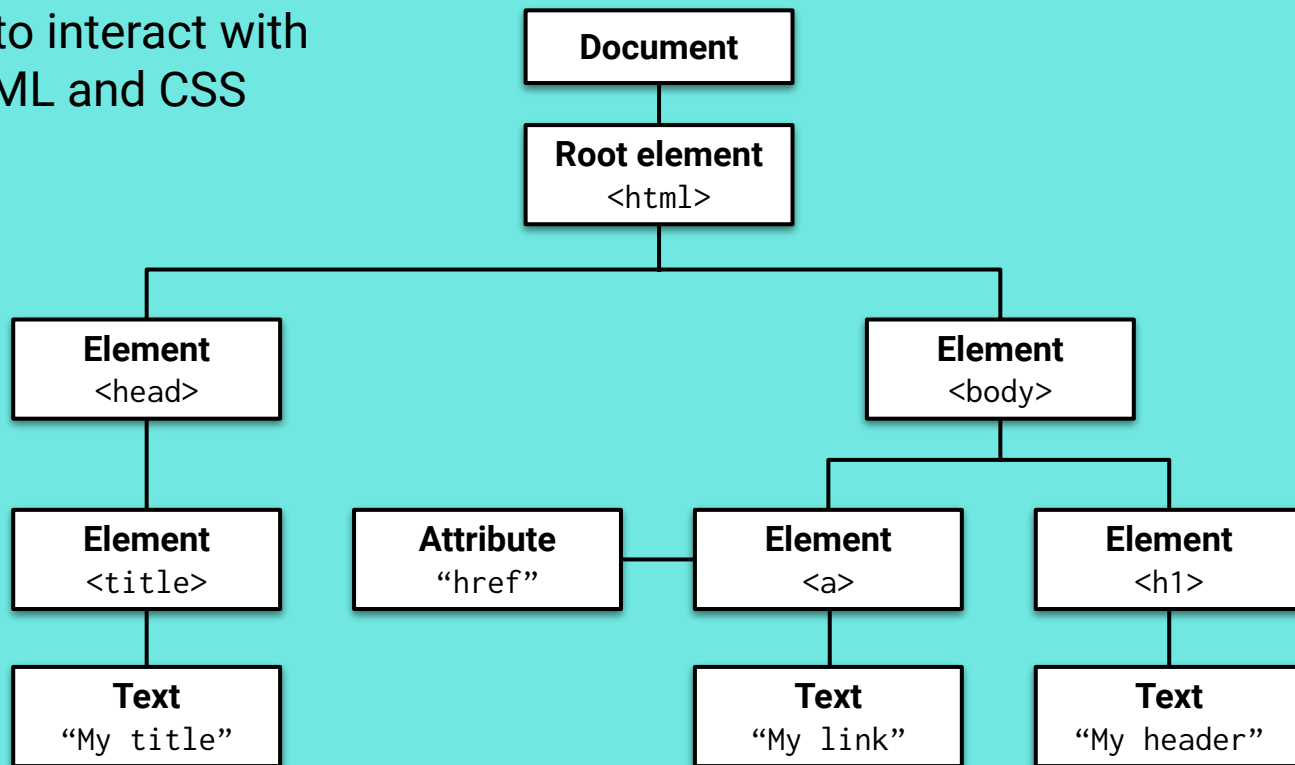 to interact with
ML and CSS
Document
Root element
<html>
Element
<head>
Element
<body>
Element
<title>
Attribute
“href”
Element
<a>
Element
<h1>
Text
“My title”
Text
“My link”
Text
“My header”